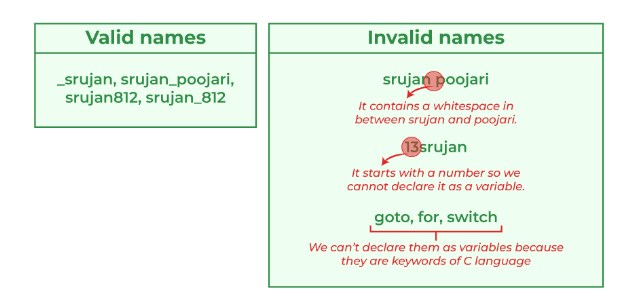 Valid names
_srujan, srujan_poojari,
srujan812, srujan_812
Invalid names
srujan poojari
It contains a whitespace in
between srujan and poojari.
13srujan
It starts with a number so we
cannot declare it as a variable.
goto, for, switch
We can't declare them as variables because
they are keywords of C language